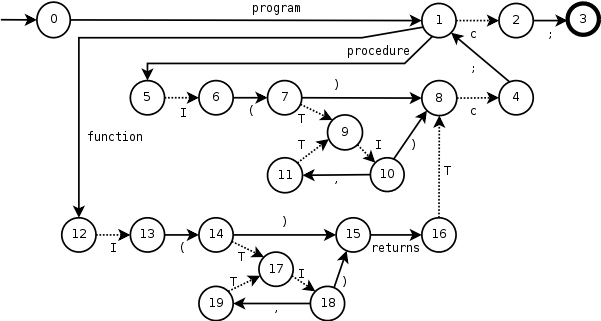 program
0 1 c 2 ; 3
procedure
;
5 I 6 ( 7 ) 8 c 4
T 9
function T I )
11 , 10 T
12 I 13 ( 14 ) 15 returns 16
T 17 I
T )
19 , 18